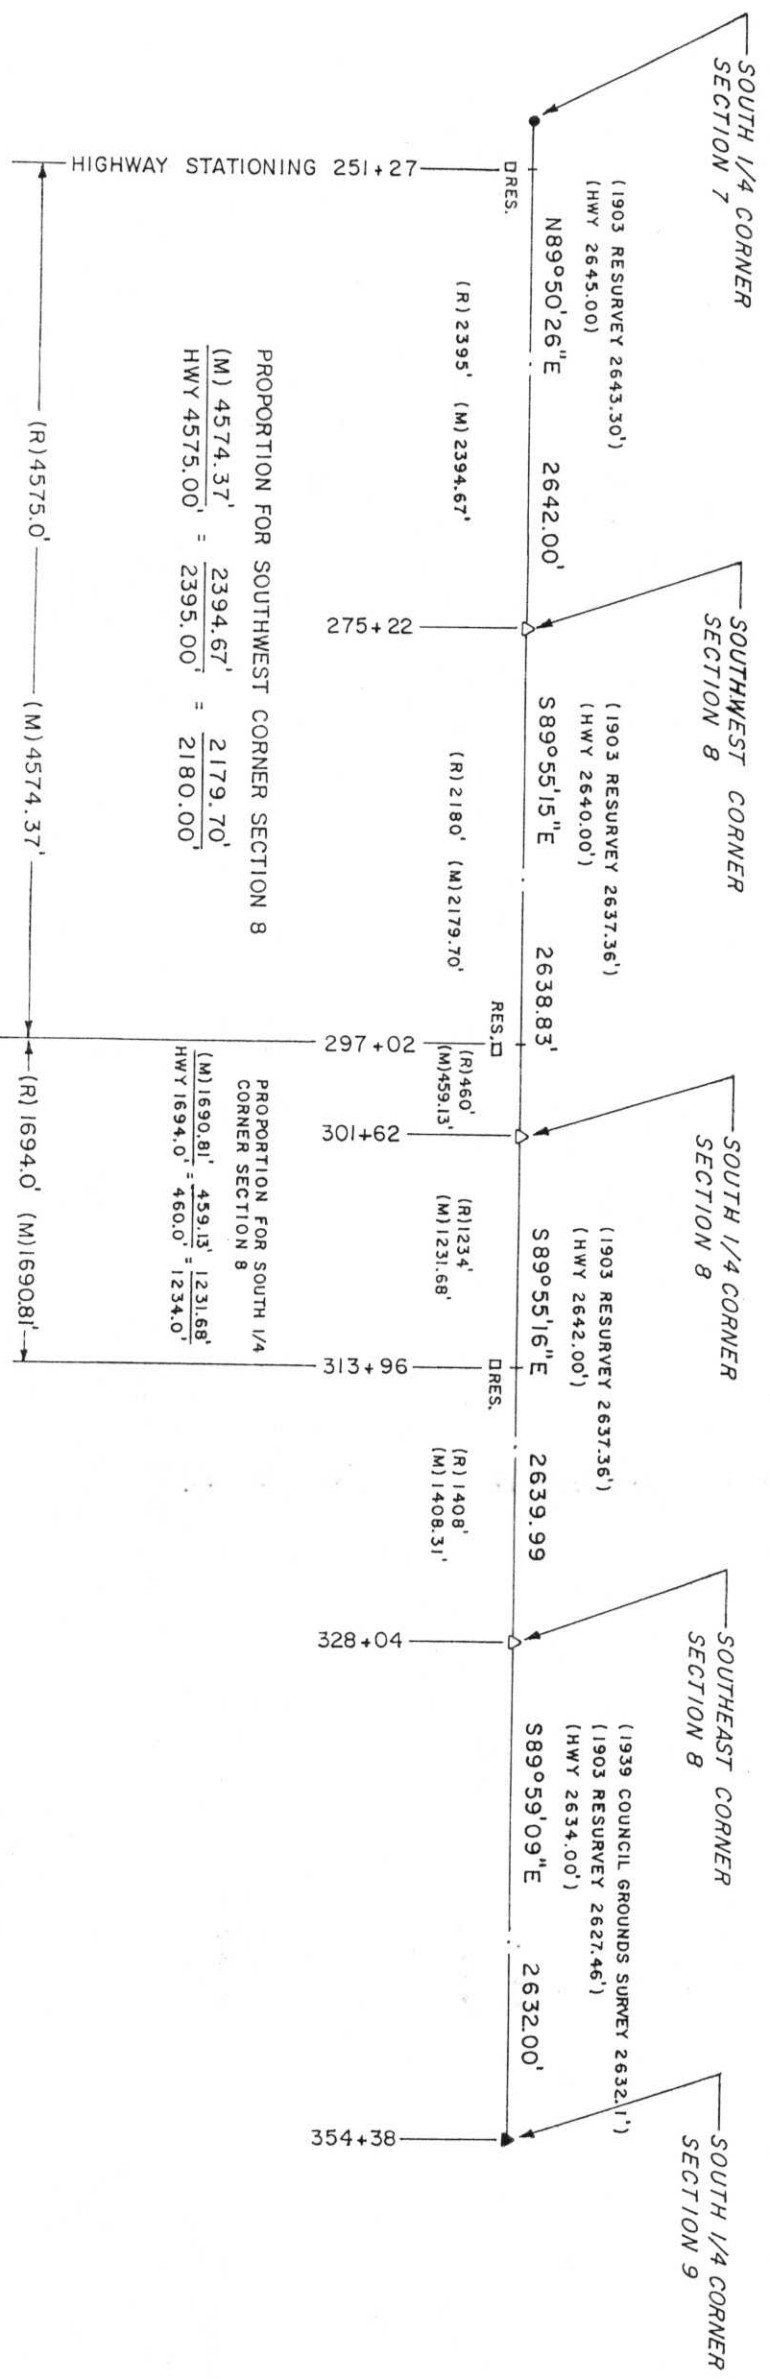 SOUTH 1/4 CORNER
SECTION 7
SOUTHWEST CORNER
SECTION 8
SOUTH 1/4 CORNER
SECTION 8
SOUTHEAST CORNER
SECTION 8
SOUTH 1/4 CORNER
SECTION 9
(1903 RESURVEY 2643.30')
(HWY 2645.00)
N89°50'26"E 2642.00'
(1903 RESURVEY 2637.36')
(HWY 2640.00')
S89°55'15"E 2638.83'
(1903 RESURVEY 2637.36')
(HWY 2642.00')
S89°55'16"E 2639.99
(1939 COUNCIL GROUNDS SURVEY 2632.1')
(1903 RESURVEY 2627.46')
(HWY 2634.00')
S89°59'09"E 2632.00'
RES.
RES.
RES.
(R)2395' (M)2394.67'
(R)2180' (M)2179.70'
(R)460'
(M)459.13'
(R)1234'
(M)1231.68'
(R)1408'
(M)1408.31'
HIGHWAY STATIONING 251+27
275+22
297+02
301+62
313+96
328+04
354+38
PROPORTION FOR SOUTHWEST CORNER SECTION 8
(M) 4574.37' = 2394.67' = 2179.70'
HWY 4575.00' 2395.00' 2180.00'
PROPORTION FOR SOUTH 1/4
CORNER SECTION 8
(M)1690.81' = 459.13' = 1231.68'
HWY 1694.0' 460.0' 1234.0'
(R)4575.0' (M)4574.37'
(R)1694.0' (M)1690.81'